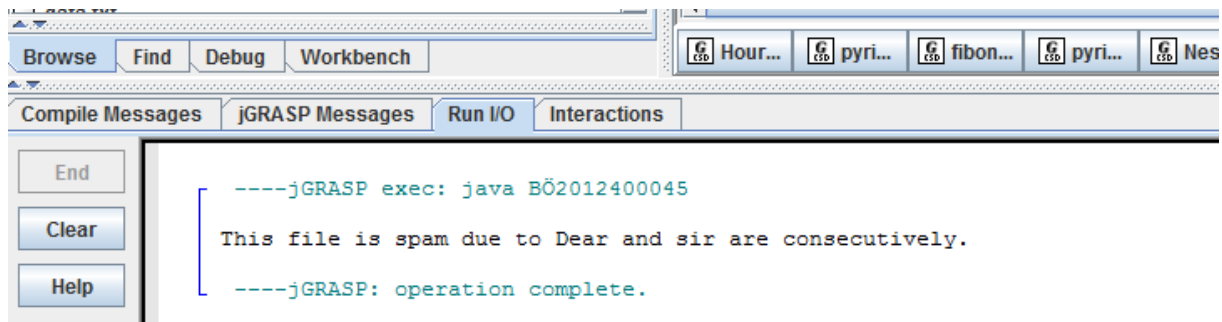 Browse Find Debug Workbench
Hour... pyri... fibon... pyri... Nes
Compile Messages jGRASP Messages Run I/O Interactions
End
----jGRASP exec: java BÖ2012400045
Clear
This file is spam due to Dear and sir are consecutively.
Help
----jGRASP: operation complete.